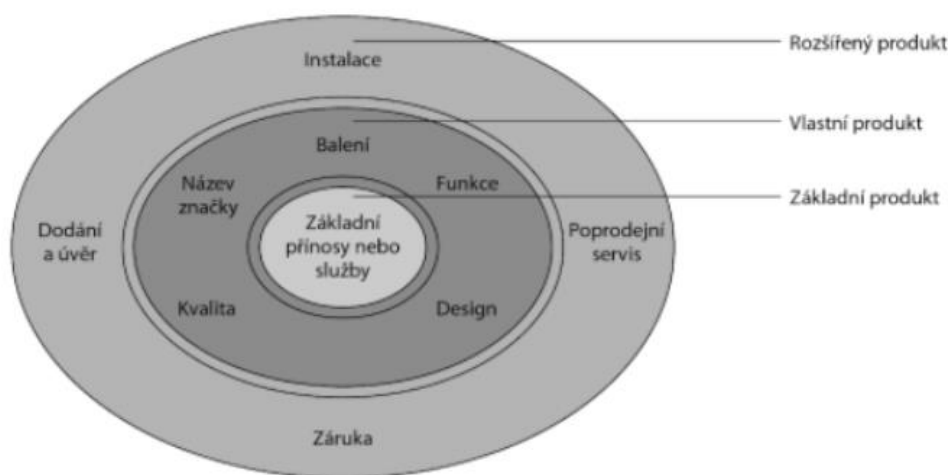 Rozšířený produkt
Instalace
Vlastní produkt
Balení
Název
značky
Funkce
Základní produkt
Základní
přínosy nebo
služby
Dodání
a úvěr
Poprodejní
servis
Kvalita
Design
Záruka